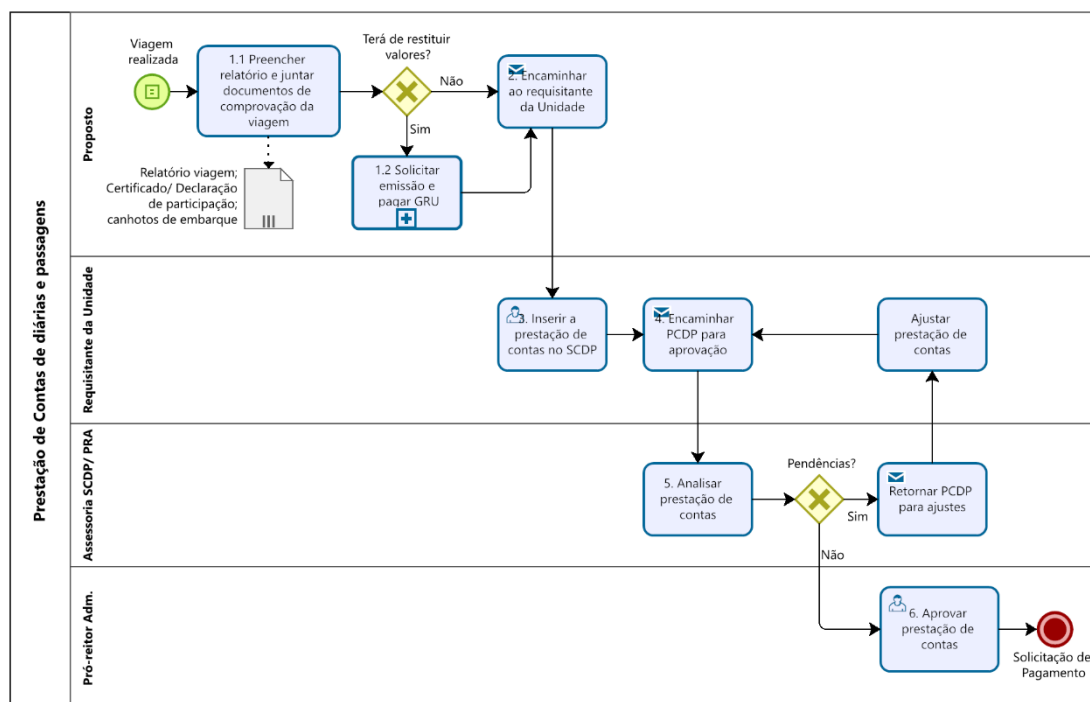 Prestação de Contas de diárias e passagens
Proposto
Viagem
realizada
1.1 Preencher
relatório e juntar
documentos de
comprovação da
viagem
Relatório viagem;
Certificado/ Declaração
de participação;
canhotos de embarque
Terá de restituir
valores?
Não
Sim
1.2 Solicitar
emissão e
pagar GRU
2. Encaminhar
ao requisitante
da Unidade
Requisitante da Unidade
3. Inserir a
prestação de
contas no SCDP
4. Encaminhar
PCDP para
aprovação
Ajustar
prestação de
contas
Assessoria SCDP/ PRA
5. Analisar
prestação de
contas
Pendências?
Sim
Não
Retornar PCDP
para ajustes
Pró-reitor Adm.
6. Aprovar
prestação de
contas
Solicitação de
Pagamento